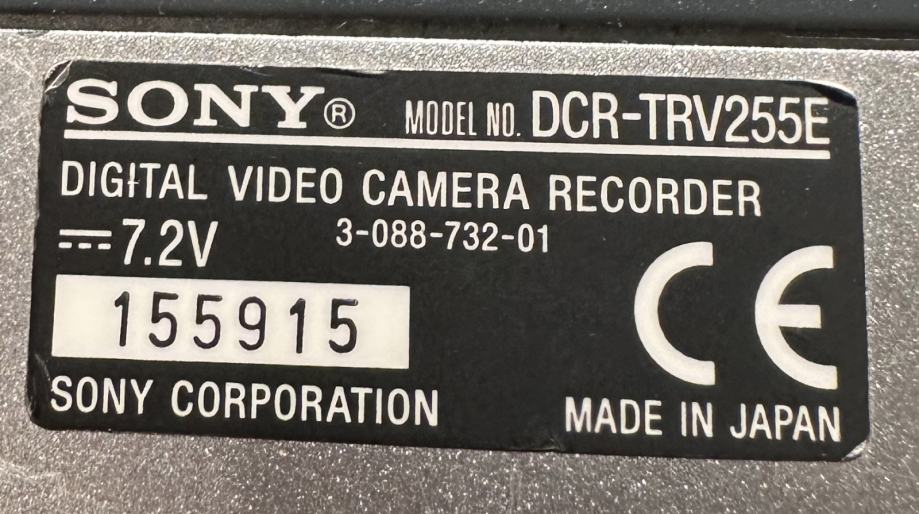 SONY® MODEL NO. DCR-TRV255E
DIGITAL VIDEO CAMERA RECORDER
⎓7.2V 3-088-732-01
155915
CE
SONY CORPORATION MADE IN JAPAN